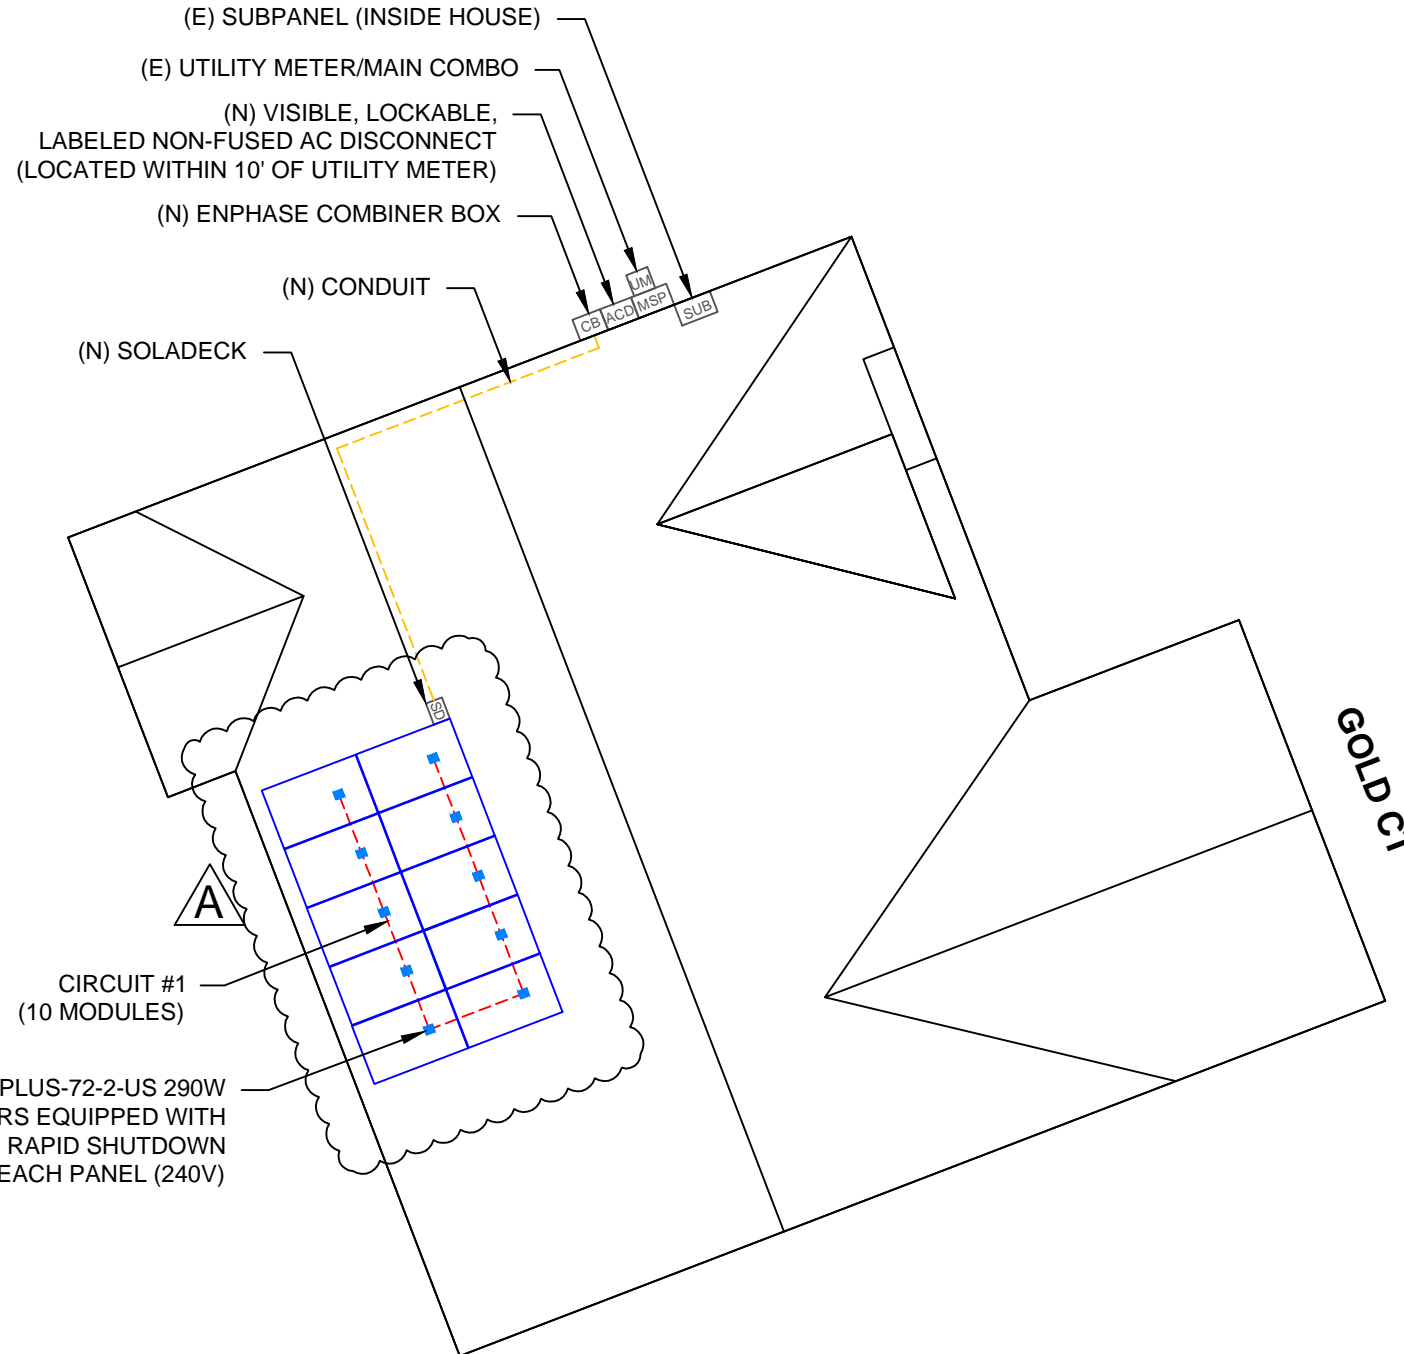 (E) SUBPANEL (INSIDE HOUSE)
(E) UTILITY METER/MAIN COMBO
(N) VISIBLE, LOCKABLE,
LABELED NON-FUSED AC DISCONNECT
(LOCATED WITHIN 10' OF UTILITY METER)
(N) ENPHASE COMBINER BOX
(N) CONDUIT
(N) SOLADECK
UM
CB
ACD
MSP
SUB
SD
GOLD CT
A
CIRCUIT #1
(10 MODULES)
PLUS-72-2-US 290W
RS EQUIPPED WITH
RAPID SHUTDOWN
EACH PANEL (240V)